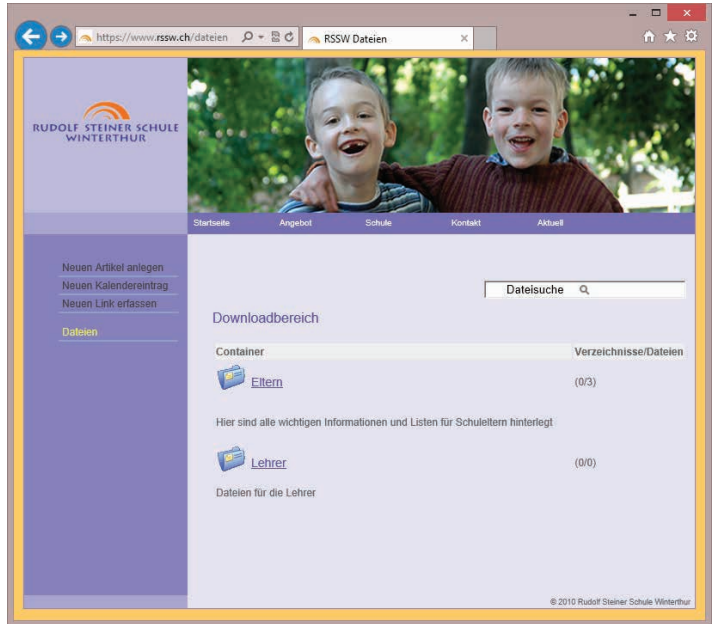 https://www.rssw.ch/dateien
RSSW Dateien
RUDOLF STEINER SCHULE
WINTERTHUR
Startseite Angebot Schule Kontakt Aktuell
Neuen Artikel anlegen
Neuen Kalendereintrag
Neuen Link erfassen
Dateien
Dateisuche
Downloadbereich
Container Verzeichnisse/Dateien
Eltern (0/3)
Hier sind alle wichtigen Informationen und Listen für Schuleltern hinterlegt
Lehrer (0/0)
Dateien für die Lehrer
© 2010 Rudolf Steiner Schule Winterthur